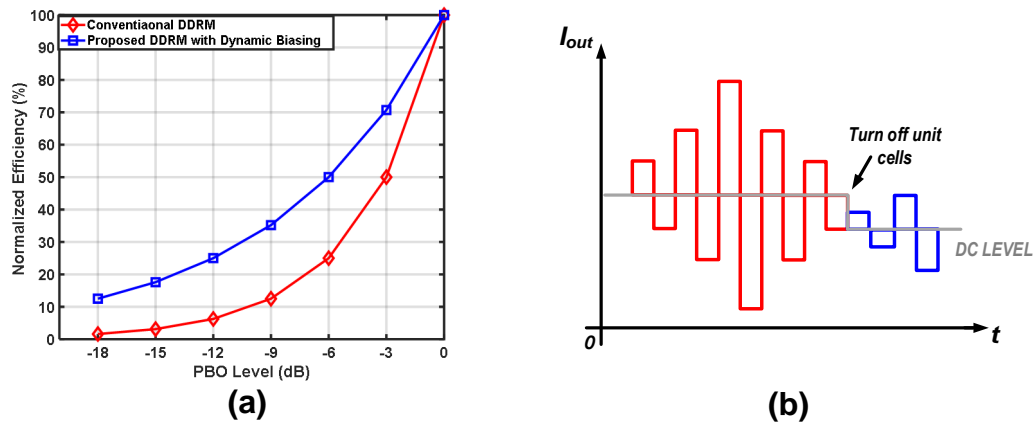 Conventiaonal DDRM
Proposed DDRM with Dynamic Biasing
Normalized Efficiency (%)
100
90
80
70
60
50
40
30
20
10
0
-18
-15
-12
-9
-6
-3
0
PBO Level (dB)
(a)
Iout
Turn off unit
cells
DC LEVEL
0
t
(b)